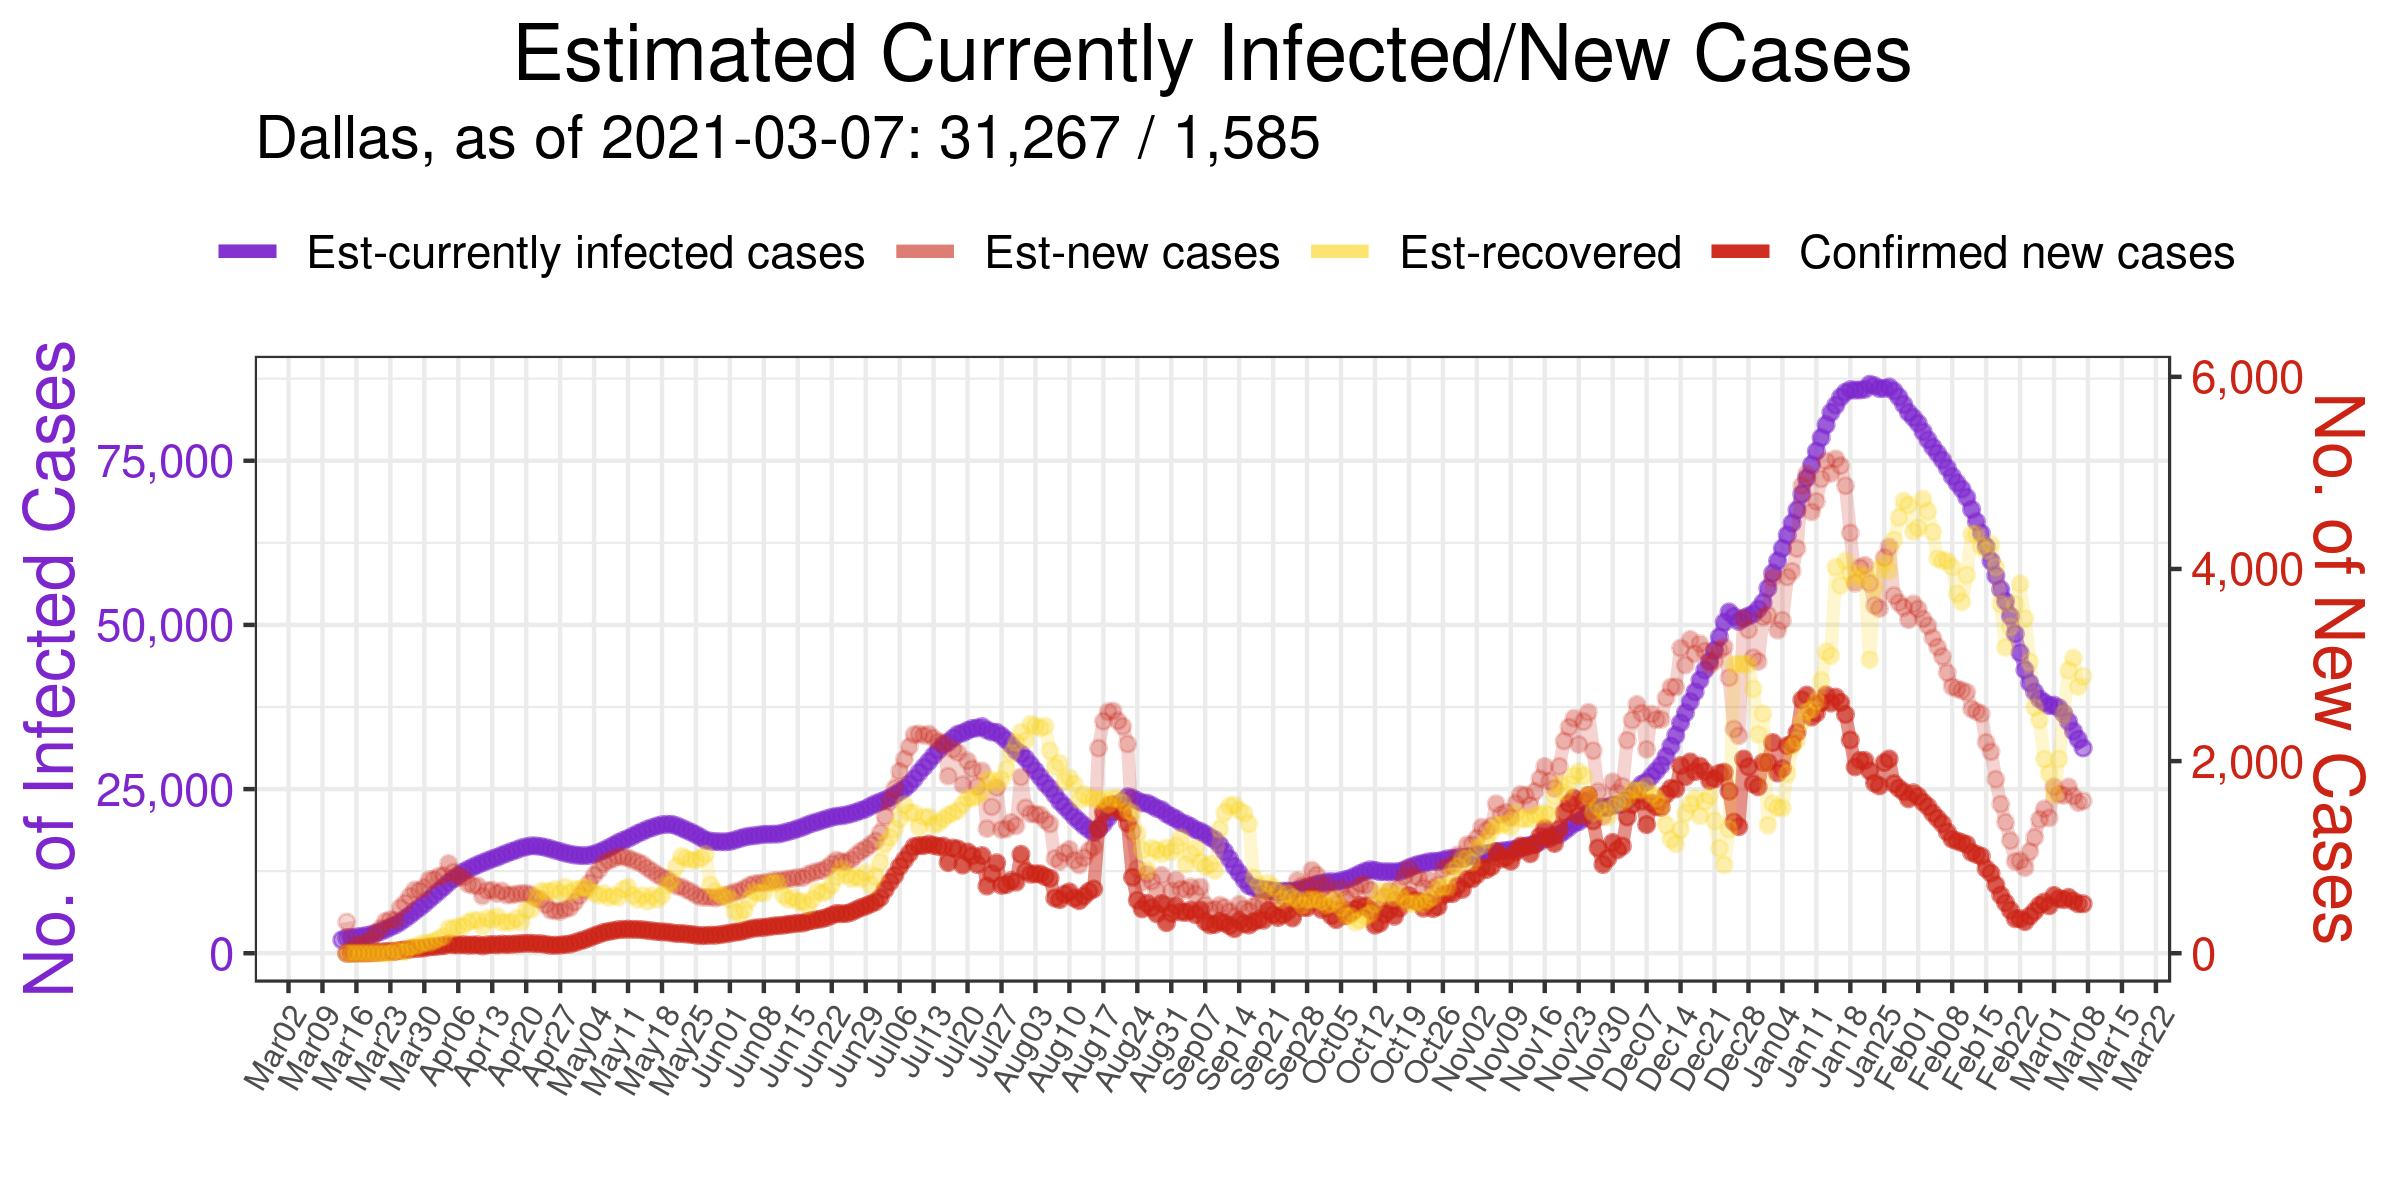 Estimated Currently Infected/New Cases
Dallas, as of 2021-03-07: 31,267 / 1,585
Est-currently infected cases Est-new cases Est-recovered Confirmed new cases
No. of Infected Cases
75,000
50,000
25,000
0
6,000
4,000
2,000
0
No. of New Cases
Mar02 Mar09 Mar16 Mar23 Mar30 Apr06 Apr13 Apr20 Apr27 May04 May11 May18 May25 Jun01 Jun08 Jun15 Jun22 Jun29 Jul06 Jul13 Jul20 Jul27 Aug03 Aug10 Aug17 Aug24 Aug31 Sep07 Sep14 Sep21 Sep28 Oct05 Oct12 Oct19 Oct26 Nov02 Nov09 Nov16 Nov23 Nov30 Dec07 Dec14 Dec21 Dec28 Jan04 Jan11 Jan18 Jan25 Feb01 Feb08 Feb15 Feb22 Mar01 Mar08 Mar15 Mar22